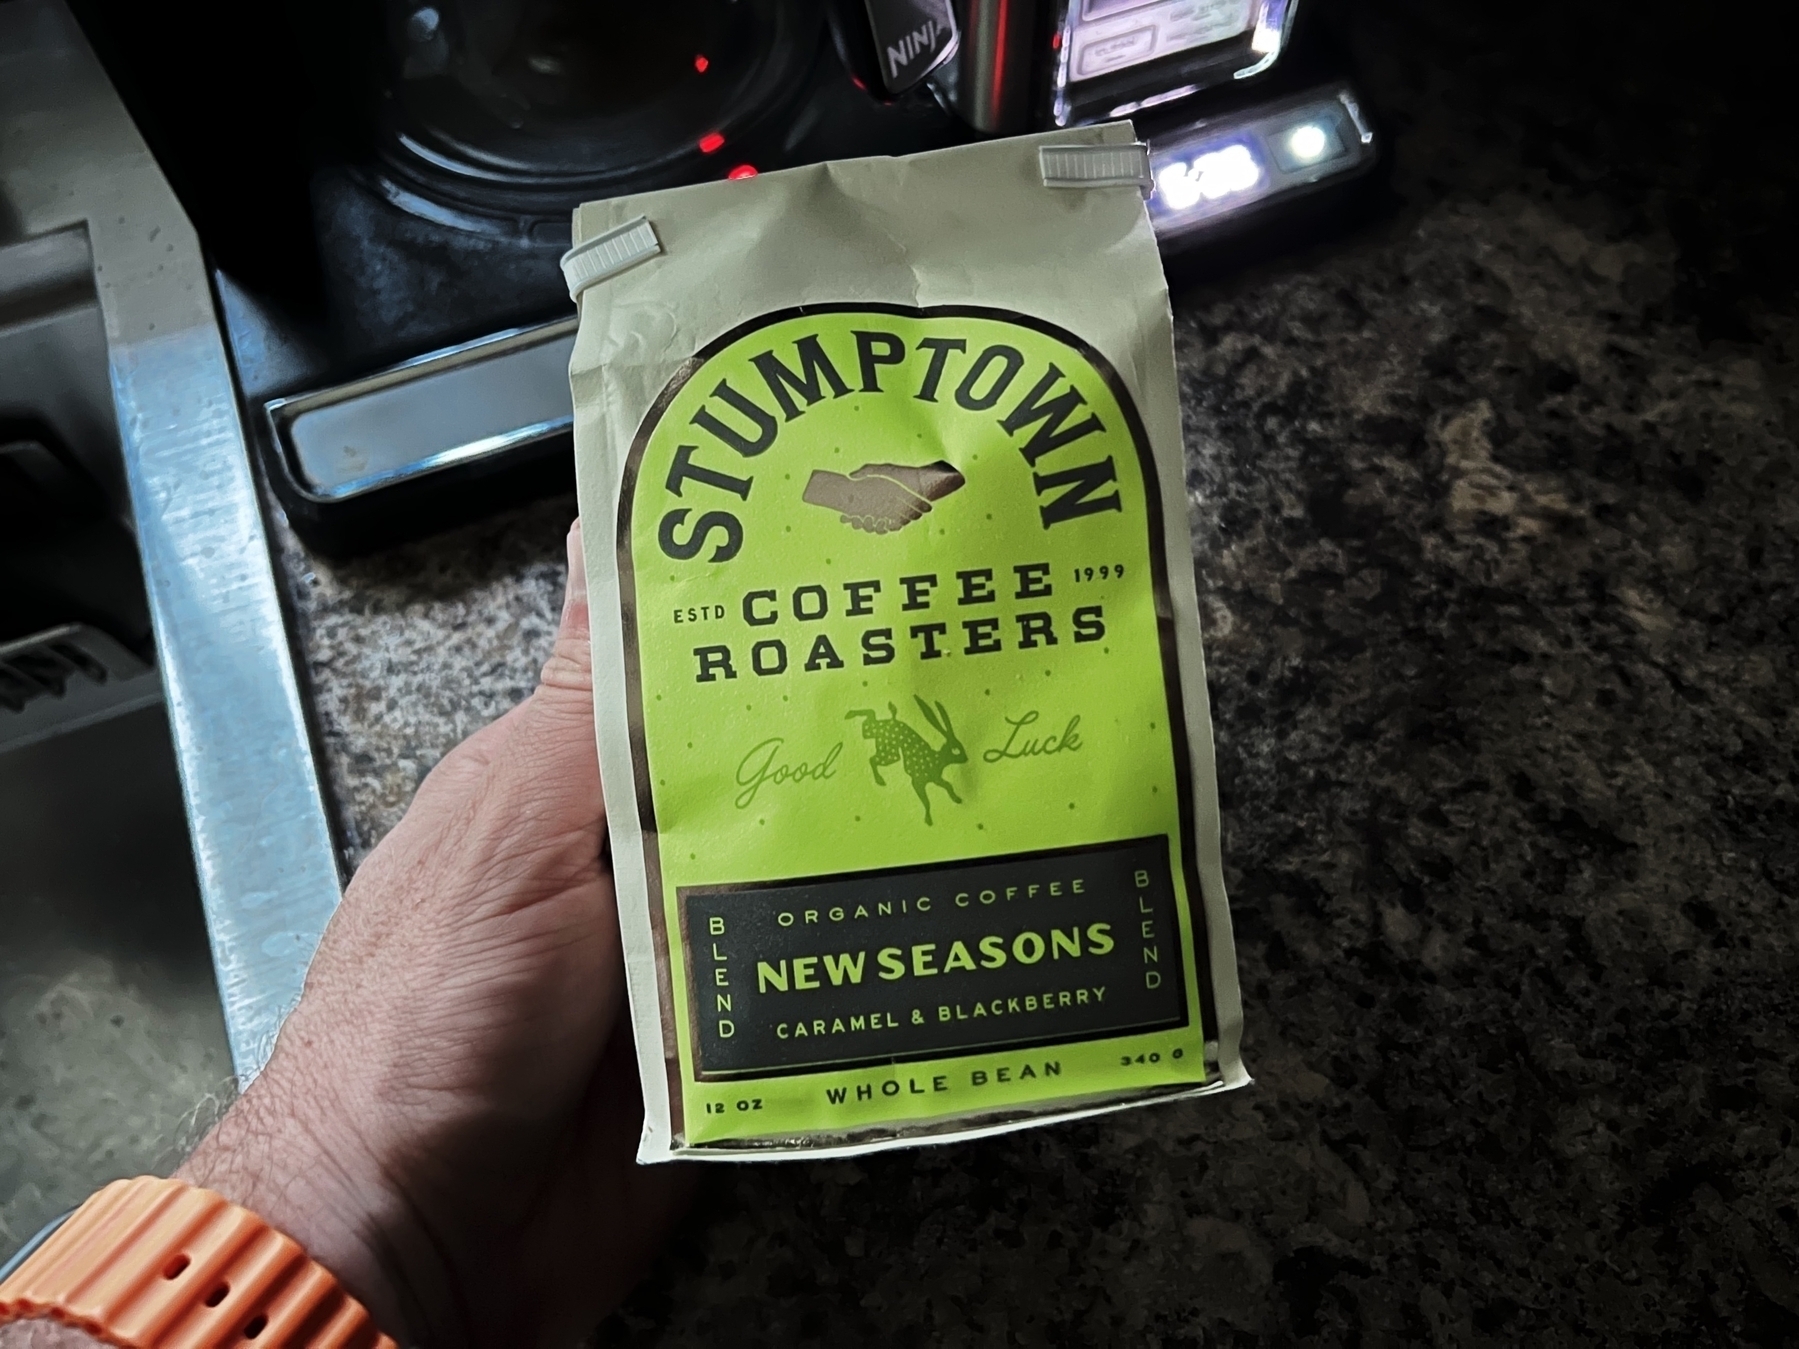 NINJA
STUMPTOWN
ESTD COFFEE 1999
ROASTERS
Good Luck
BLEND
ORGANIC COFFEE
NEW SEASONS
CARAMEL & BLACKBERRY
BLEND
12 OZ WHOLE BEAN 340 G